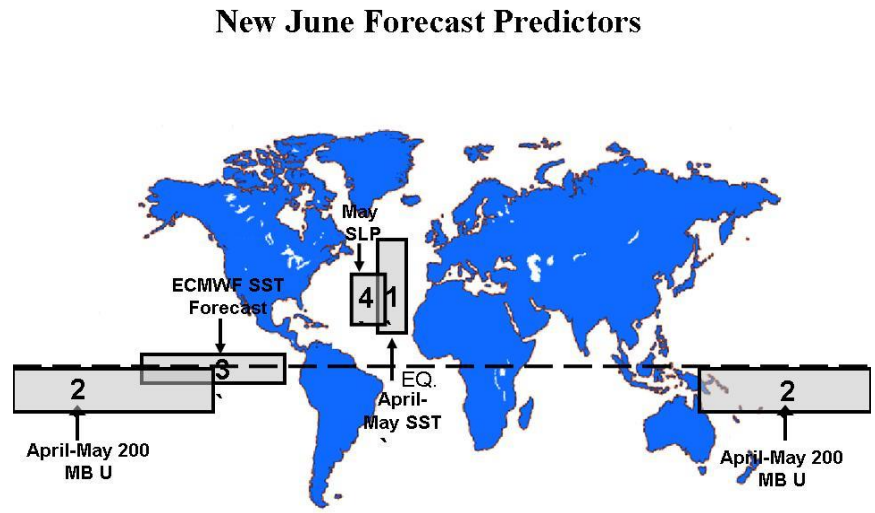 New June Forecast Predictors
May
SLP
ECMWF SST
Forecast
4
1
3
2
EQ.
2
April-
May SST
April-May 200
MB U
April-May 200
MB U